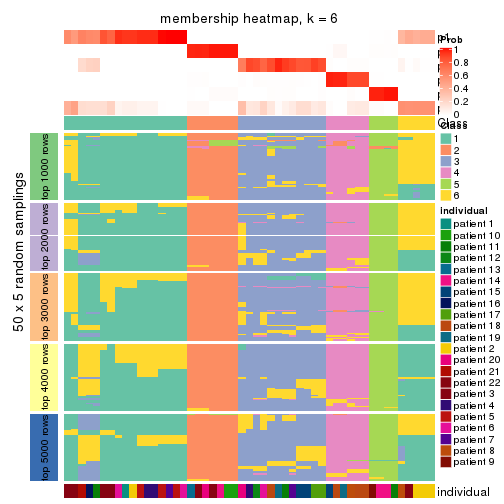 membership heatmap, k = 6
Prob
1
0.8
0.6
0.4
0.2
0
Class
Class
1
2
3
4
5
6
50 x 5 random samplings
top 1000 rows
top 2000 rows
top 3000 rows
top 4000 rows
top 5000 rows
individual
patient 1
patient 10
patient 11
patient 12
patient 13
patient 14
patient 15
patient 16
patient 17
patient 18
patient 19
patient 2
patient 20
patient 21
patient 22
patient 3
patient 4
patient 5
patient 6
patient 7
patient 8
patient 9
individual